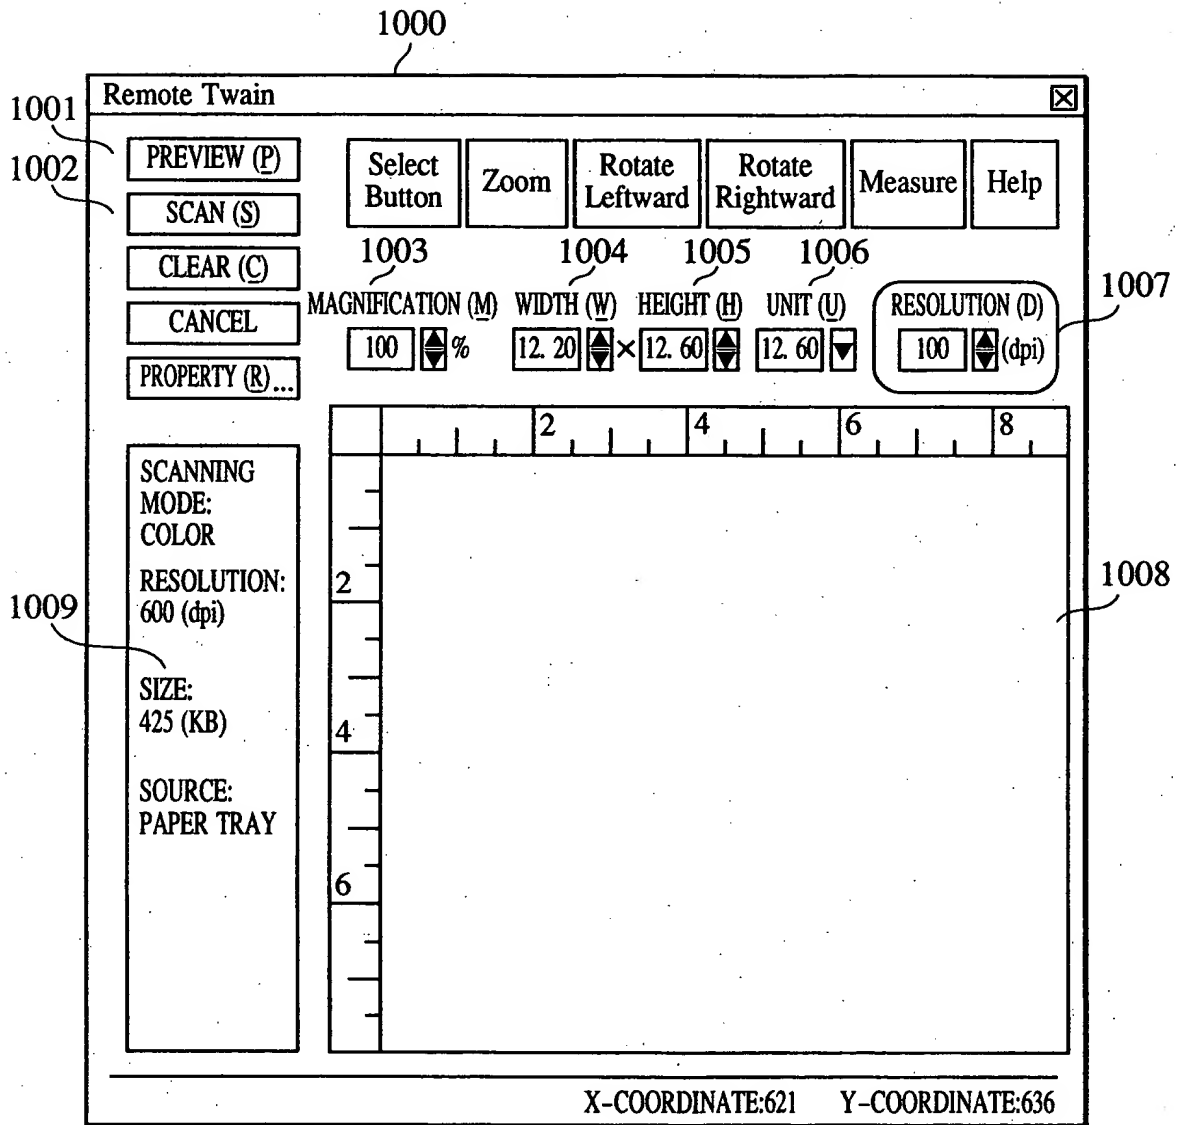 1000
Remote Twain
1001
1002
PREVIEW (P)
SCAN (S)
CLEAR (C)
CANCEL
PROPERTY (R)...
Select Button
Zoom
Rotate Leftward
Rotate Rightward
Measure
Help
1003
1004
1005
1006
1007
MAGNIFICATION (M)
WIDTH (W)
HEIGHT (H)
UNIT (U)
RESOLUTION (D)
100 %
12. 20 × 12. 60
12. 60
100 (dpi)
2 4 6 8
2
4
6
1008
SCANNING
MODE:
COLOR
RESOLUTION:
600 (dpi)
1009
SIZE:
425 (KB)
SOURCE:
PAPER TRAY
X-COORDINATE:621 Y-COORDINATE:636